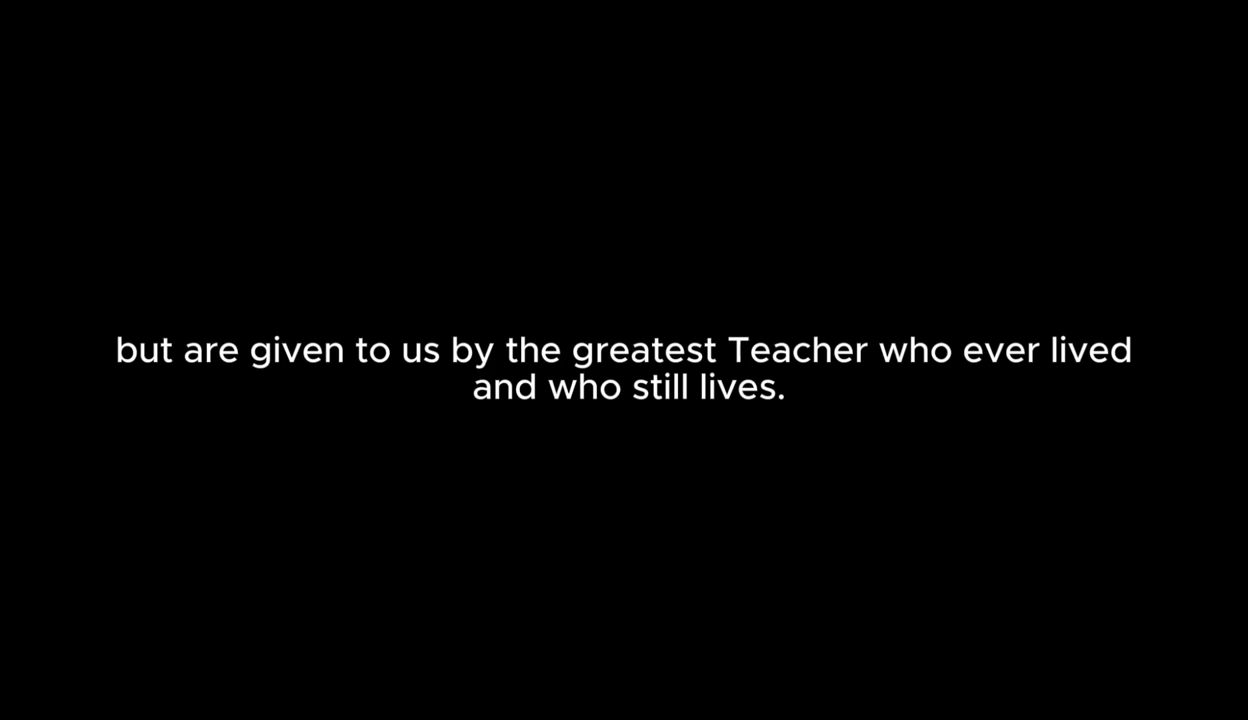 but are given to us by the greatest Teacher who ever lived
and who still lives.